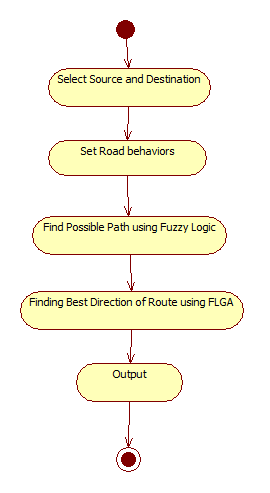 Select Source and Destination
Set Road behaviors
Find Possible Path using Fuzzy Logic
Finding Best Direction of Route using FLGA
Output